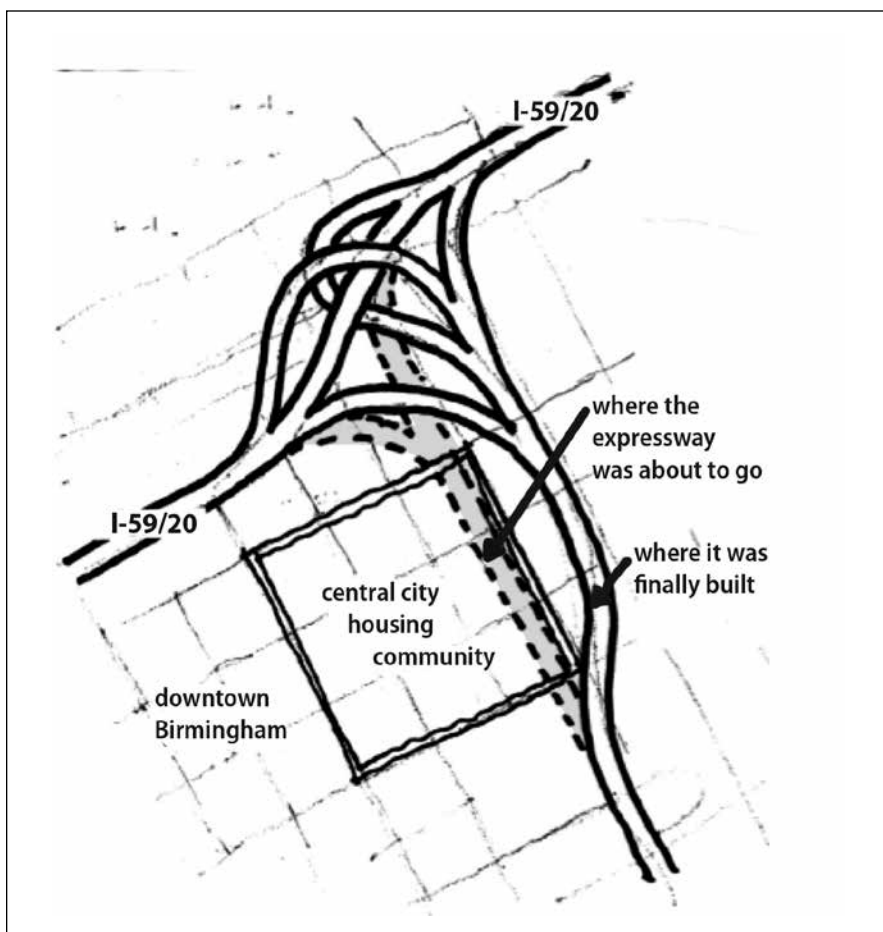 I-59/20
where the
expressway
was about to go
I-59/20
where it was
finally built
central city
housing
community
downtown
Birmingham